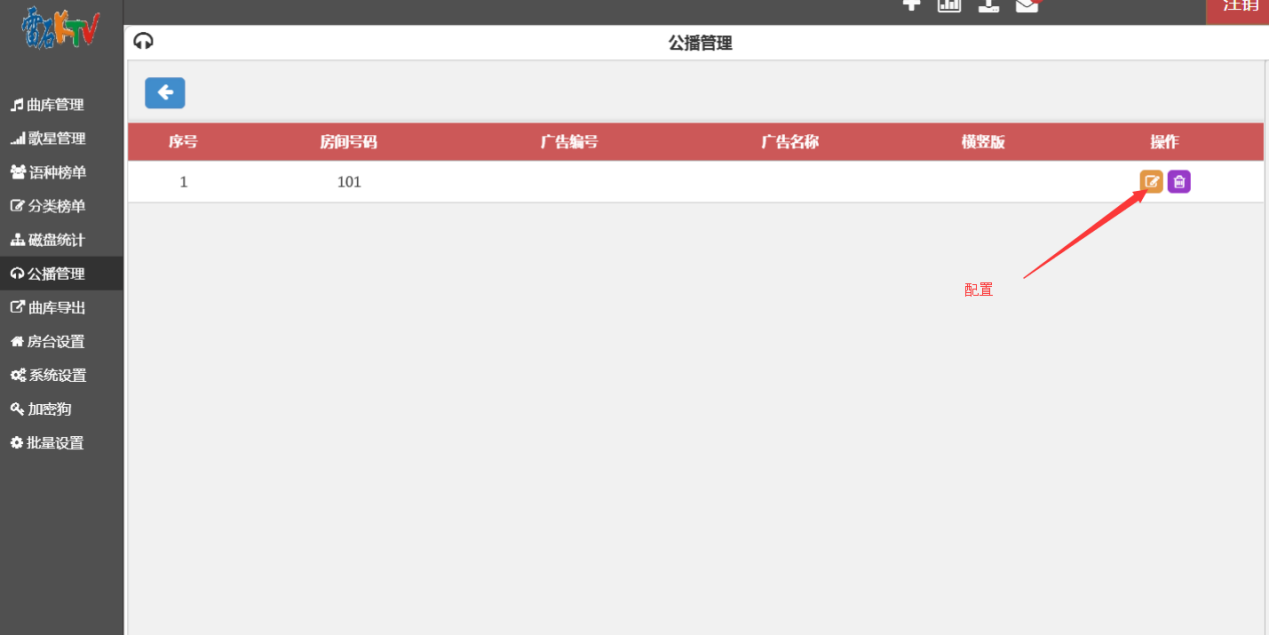 雷石KTV
注销
公播管理
曲库管理
歌星管理
语种榜单
分类榜单
磁盘统计
公播管理
曲库导出
房台设置
系统设置
加密狗
批量设置
序号 房间号码 广告编号 广告名称 横竖版 操作
1 101
配置